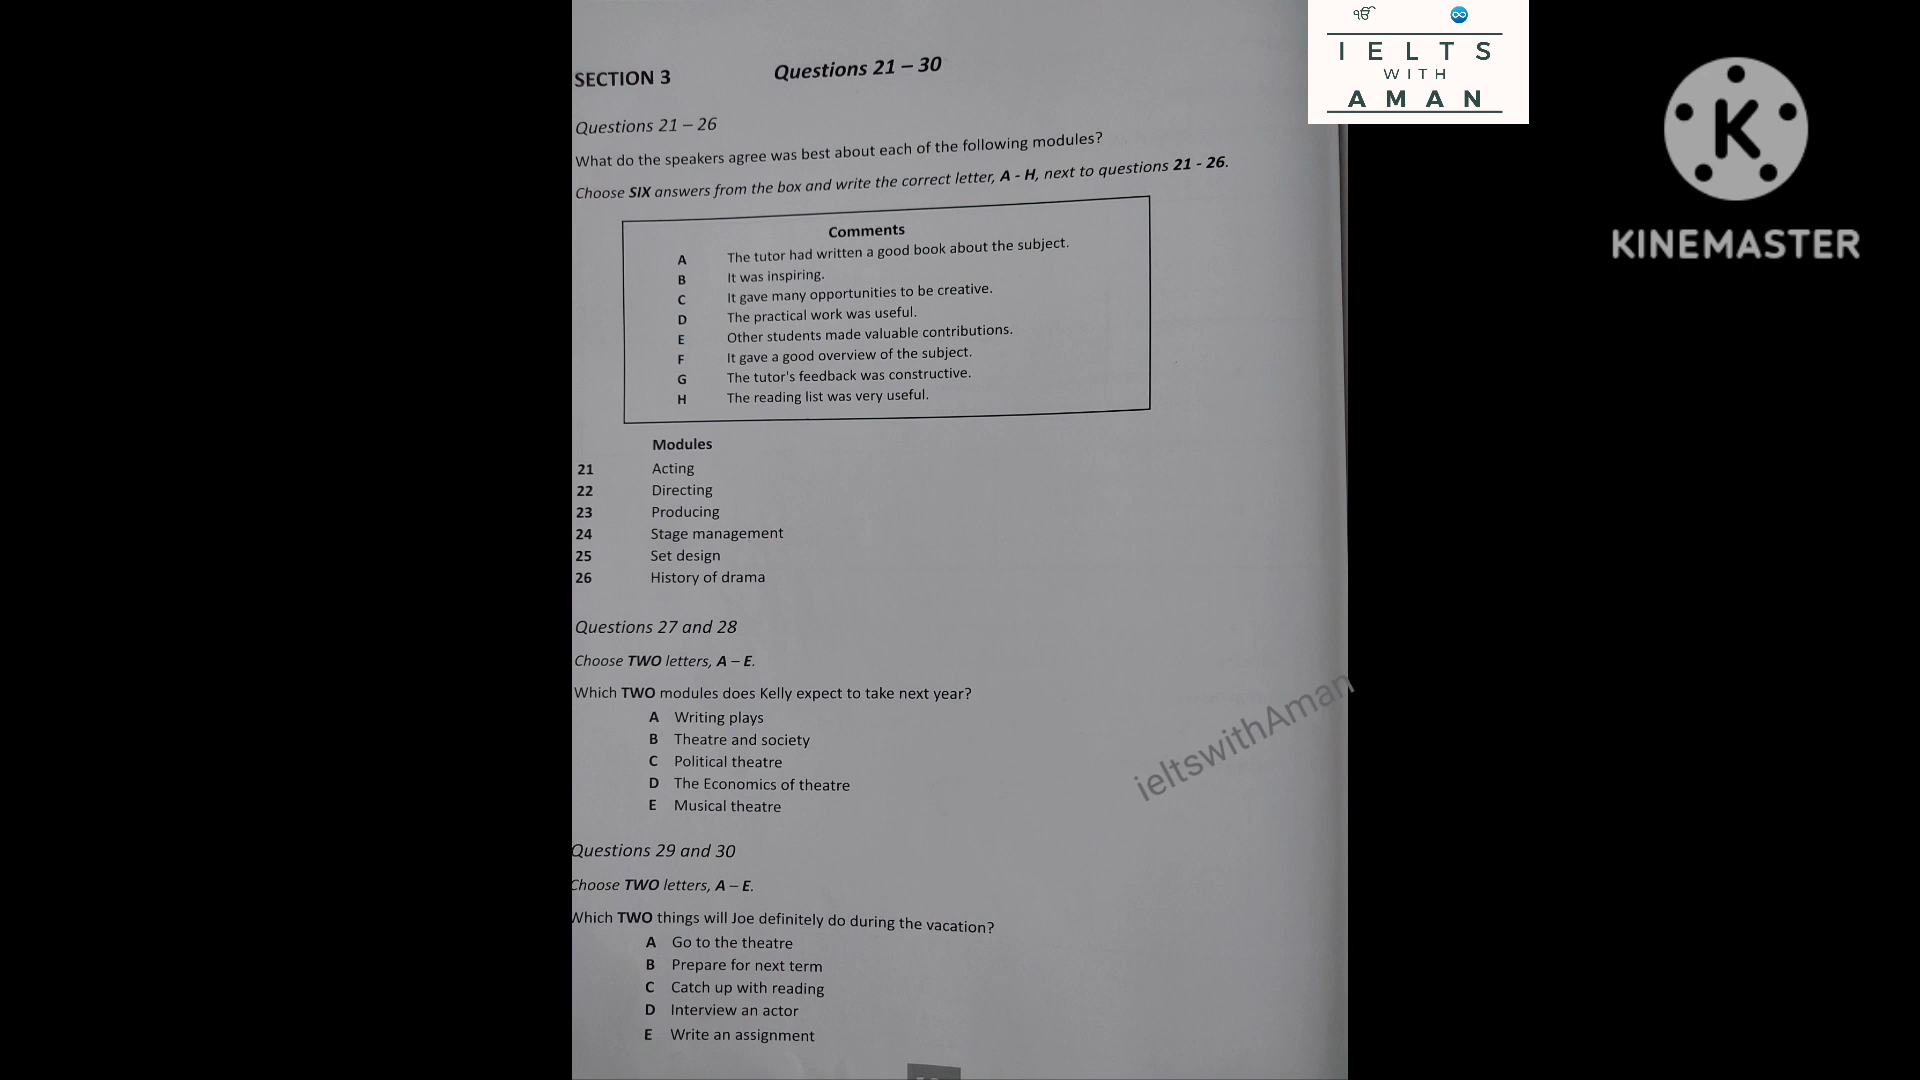 SECTION 3 Questions 21 – 30
Questions 21 – 26
What do the speakers agree was best about each of the following modules?
Choose SIX answers from the box and write the correct letter, A - H, next to questions 21 - 26.
Comments
A The tutor had written a good book about the subject.
B It was inspiring.
C It gave many opportunities to be creative.
D The practical work was useful.
E Other students made valuable contributions.
F It gave a good overview of the subject.
G The tutor's feedback was constructive.
H The reading list was very useful.
Modules
21 Acting
22 Directing
23 Producing
24 Stage management
25 Set design
26 History of drama
Questions 27 and 28
Choose TWO letters, A – E.
Which TWO modules does Kelly expect to take next year?
A Writing plays
B Theatre and society
C Political theatre
D The Economics of theatre
E Musical theatre
Questions 29 and 30
Choose TWO letters, A – E.
Which TWO things will Joe definitely do during the vacation?
A Go to the theatre
B Prepare for next term
C Catch up with reading
D Interview an actor
E Write an assignment
ieltswithAman
ੴ
IELTS
WITH
AMAN
K
KINEMASTER